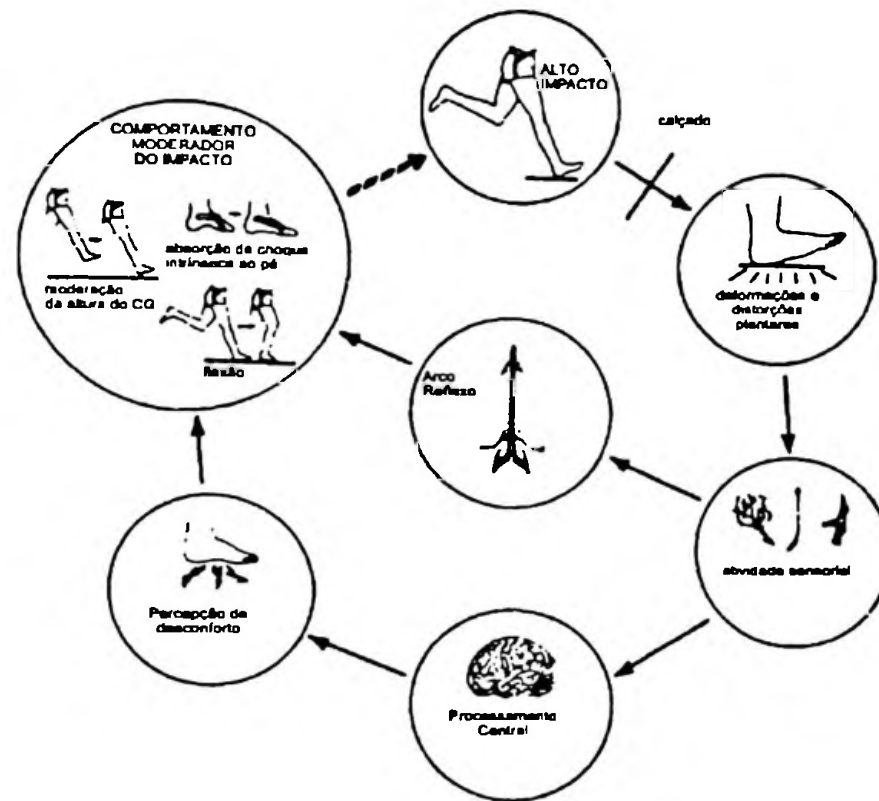 ALTO
IMPACTO
calçado
COMPORTAMENTO
MODERADOR
DO IMPACTO
absorção de choque
intrínseca ao pé
moderação
da altura do CG
flexão
deformações e
distorções
plantares
Arco
Reflexo
atividade sensorial
Percepção de
desconforto
Processamento
Central